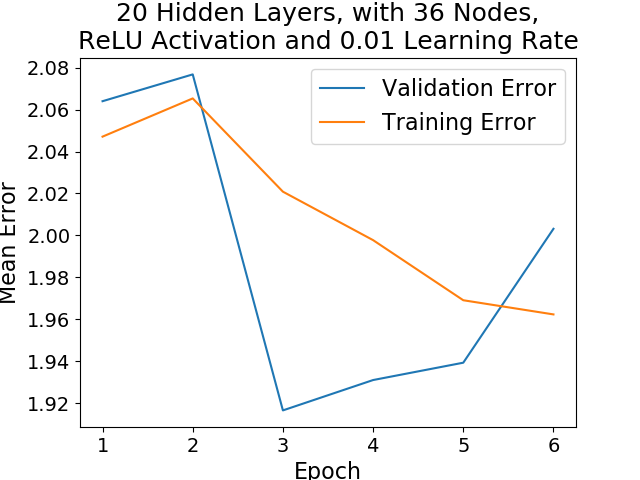 20 Hidden Layers, with 36 Nodes,
ReLU Activation and 0.01 Learning Rate
Validation Error
Training Error
Mean Error
2.08
2.06
2.04
2.02
2.00
1.98
1.96
1.94
1.92
1 2 3 4 5 6
Epoch